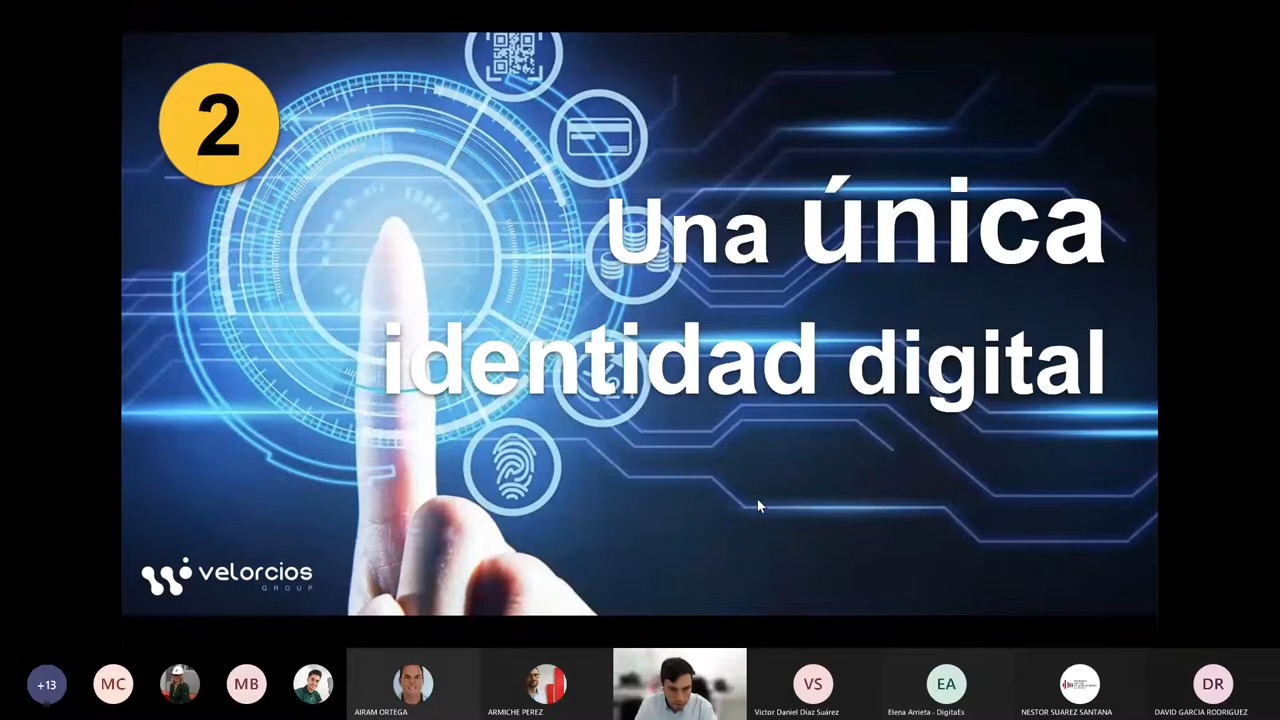 2
Una única
identidad digital
velorcios
GROUP
+13
MC
MB
VS
EA
DR
AIRAM ORTEGA
ARMICHE PEREZ
Victor Daniel Díaz Suárez
Elena Arrieta - DigitaEs
NESTOR SUAREZ SANTANA
DAVID GARCIA RODRIGUEZ